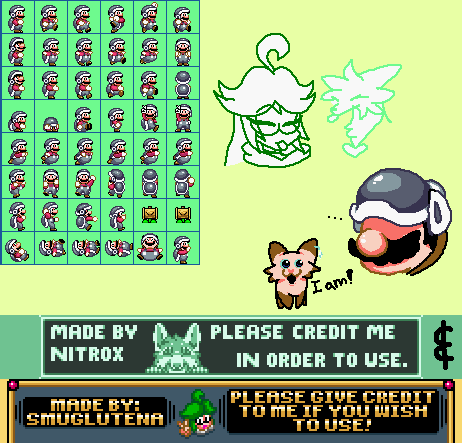 ...
I am!
MADE BY
NITROX
PLEASE CREDIT ME
IN ORDER TO USE.
MADE BY:
SMUGLUTENA
PLEASE GIVE CREDIT
TO ME IF YOU WISH
TO USE!